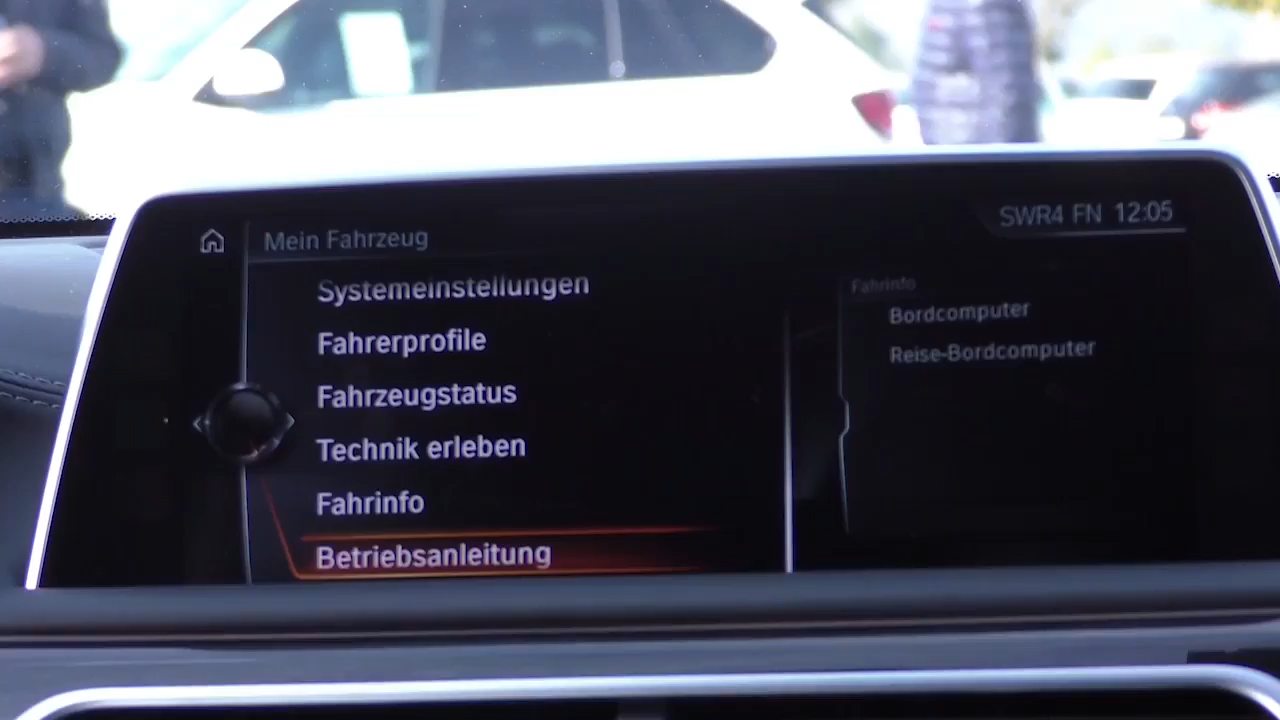 SWR4 FN 12:05
Mein Fahrzeug
Systemeinstellungen
Fahrerprofile
Fahrzeugstatus
Technik erleben
Fahrinfo
Betriebsanleitung
Fahrinfo
Bordcomputer
Reise-Bordcomputer